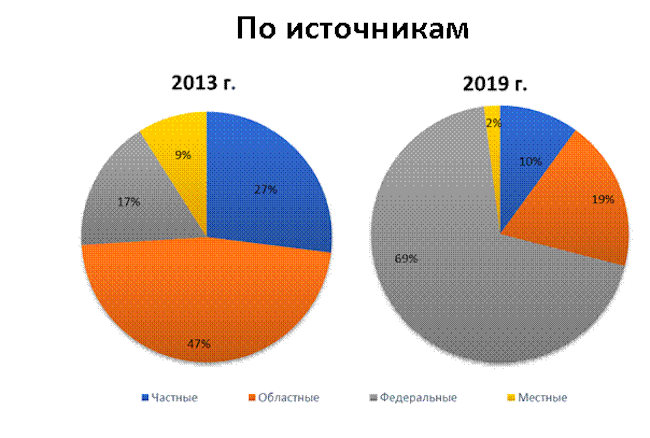 По источникам
2013 г.
2019 г.
9%
27%
17%
47%
2%
10%
19%
69%
Частные
Областные
Федеральные
Местные